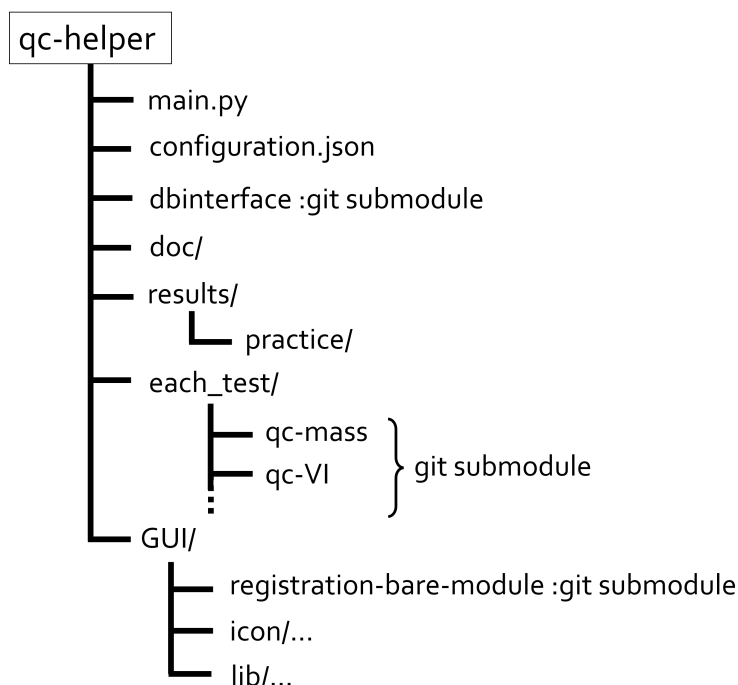 qc-helper
main.py
configuration.json
dbinterface :git submodule
doc/
results/
practice/
each_test/
qc-mass
qc-VI
git submodule
GUI/
registration-bare-module :git submodule
icon/...
lib/...